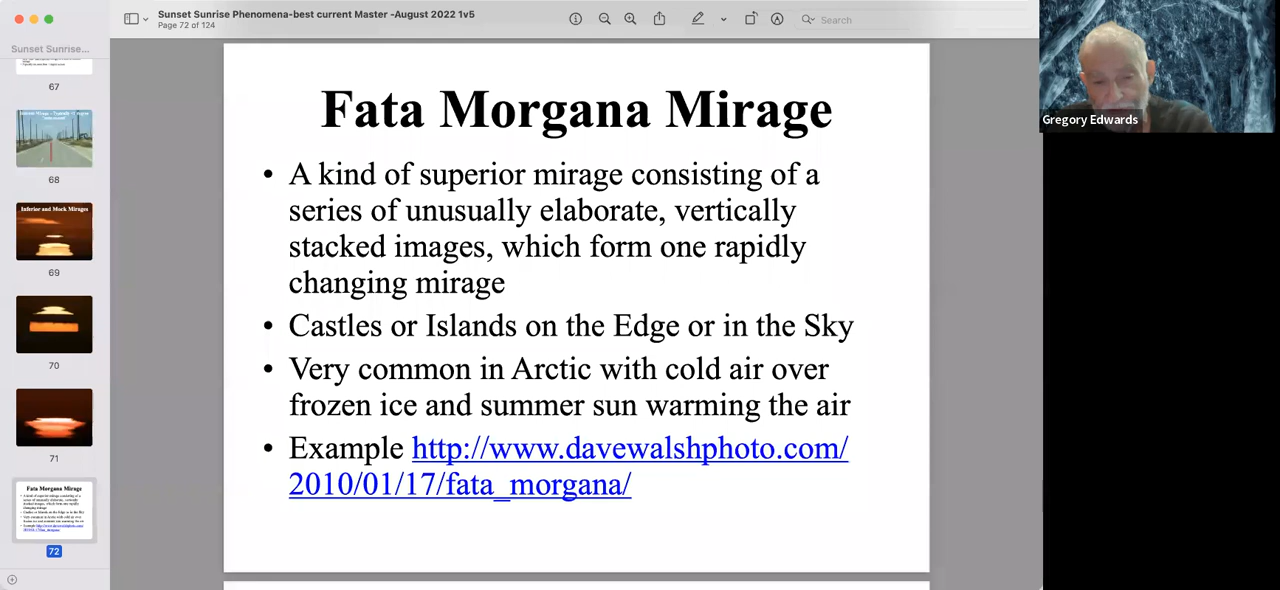 Sunset Sunrise Phenomena-best current Master -August 2022 1v5
Page 72 of 124
Search
Sunset Sunrise...
67
68
Inferior and Mock Mirages
69
70
71
Fata Morgana Mirage
72
Fata Morgana Mirage
• A kind of superior mirage consisting of a
series of unusually elaborate, vertically
stacked images, which form one rapidly
changing mirage
• Castles or Islands on the Edge or in the Sky
• Very common in Arctic with cold air over
frozen ice and summer sun warming the air
• Example http://www.davewalshphoto.com/
2010/01/17/fata_morgana/
Gregory Edwards